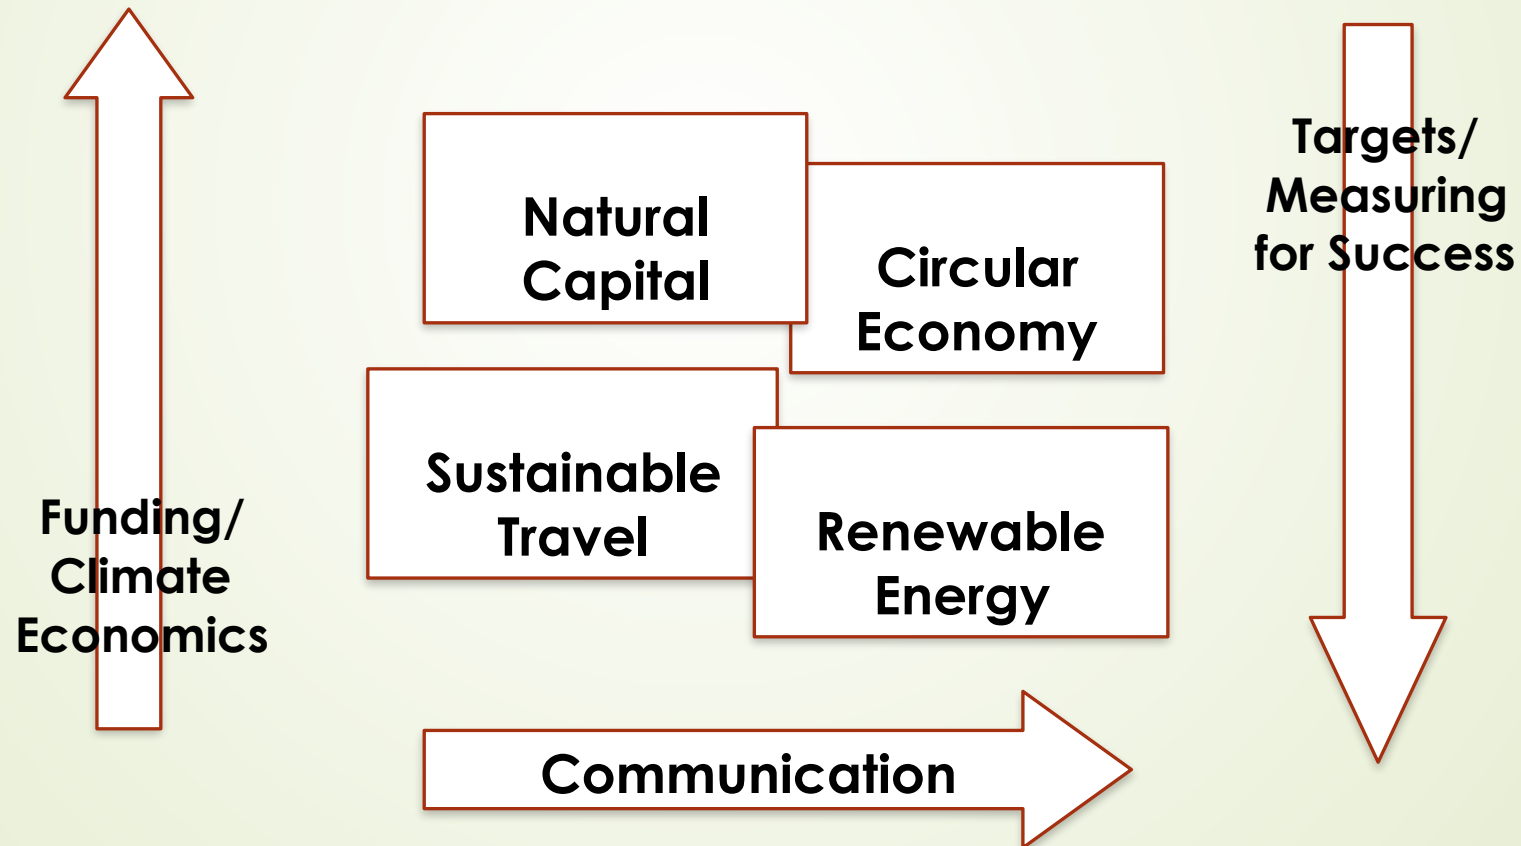 Natural
Capital
Circular
Economy
Sustainable
Travel
Renewable
Energy
Funding/
Climate
Economics
Targets/
Measuring
for Success
Communication